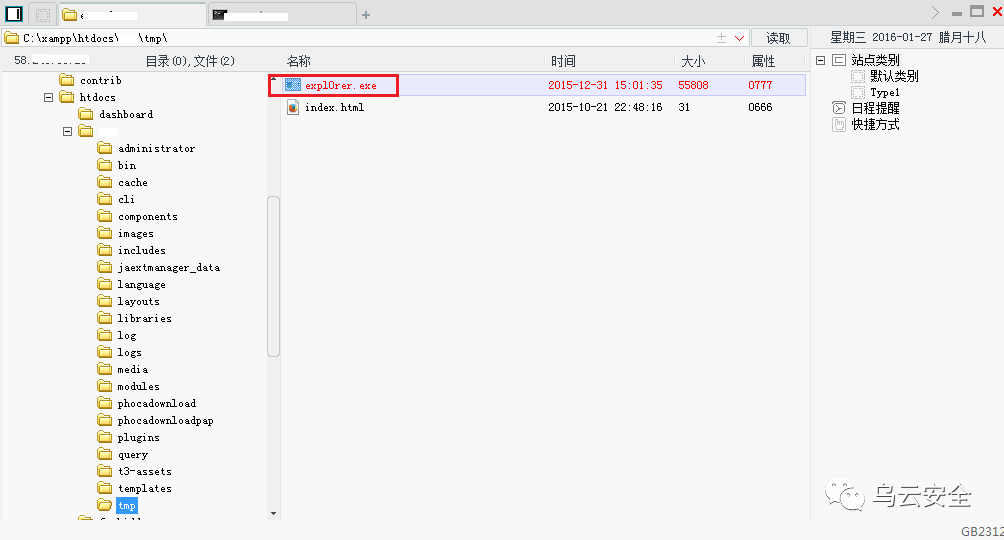 C:\xampp\htdocs\ \tmp\
读取
星期三 2016-01-27 腊月十八
目录(0),文件(2)
名称 时间 大小 属性
contrib
htdocs
dashboard
administrator
bin
cache
cli
components
images
includes
jaextmanager_data
language
layouts
libraries
log
logs
media
modules
phocadownload
phocadownloadpap
plugins
query
t3-assets
templates
tmp
expl0rer.exe 2015-12-31 15:01:35 55808 0777
index.html 2015-10-21 22:48:16 31 0666
站点类别
默认类别
Type1
日程提醒
快捷方式
乌云安全
GB2312